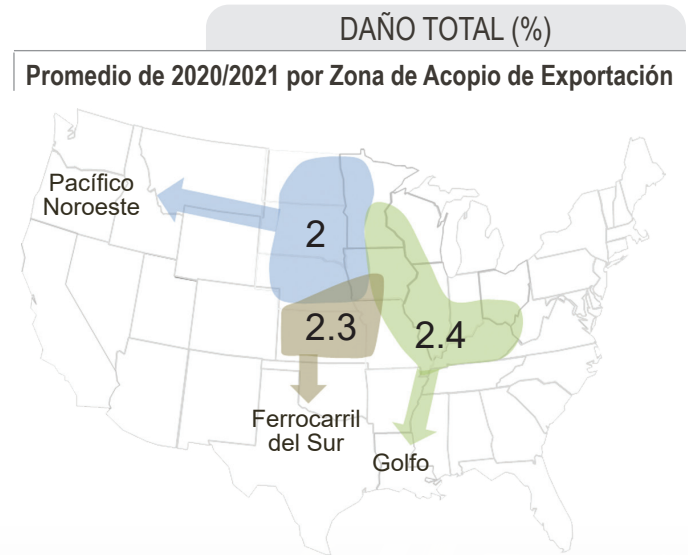 DAÑO TOTAL (%)
Promedio de 2020/2021 por Zona de Acopio de Exportación
Pacífico
Noroeste
2
2.3
2.4
Ferrocarril
del Sur
Golfo